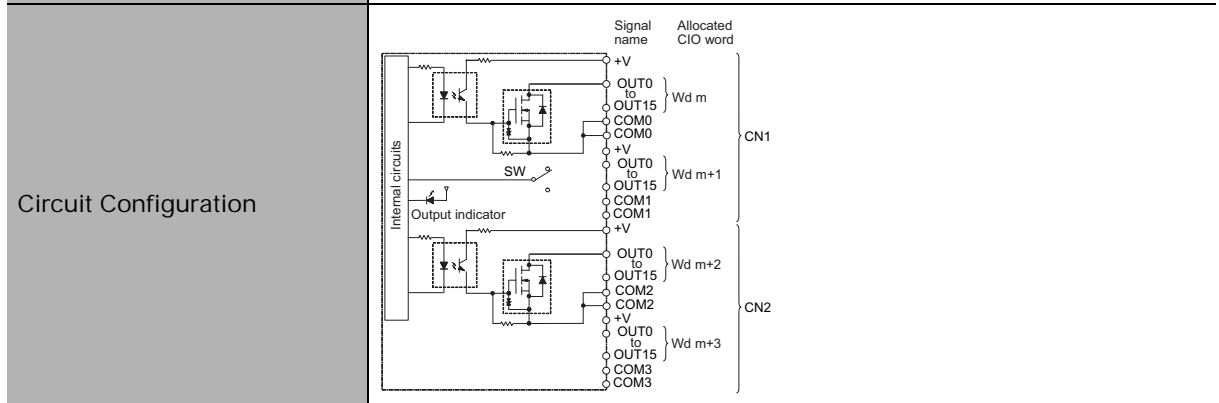 Circuit Configuration
Signal name
Allocated CIO word
Internal circuits
SW
Output indicator
+V
OUT0
to
OUT15
Wd m
COM0
COM0
+V
OUT0
to
OUT15
Wd m+1
COM1
COM1
CN1
+V
OUT0
to
OUT15
Wd m+2
COM2
COM2
+V
OUT0
to
OUT15
Wd m+3
COM3
COM3
CN2